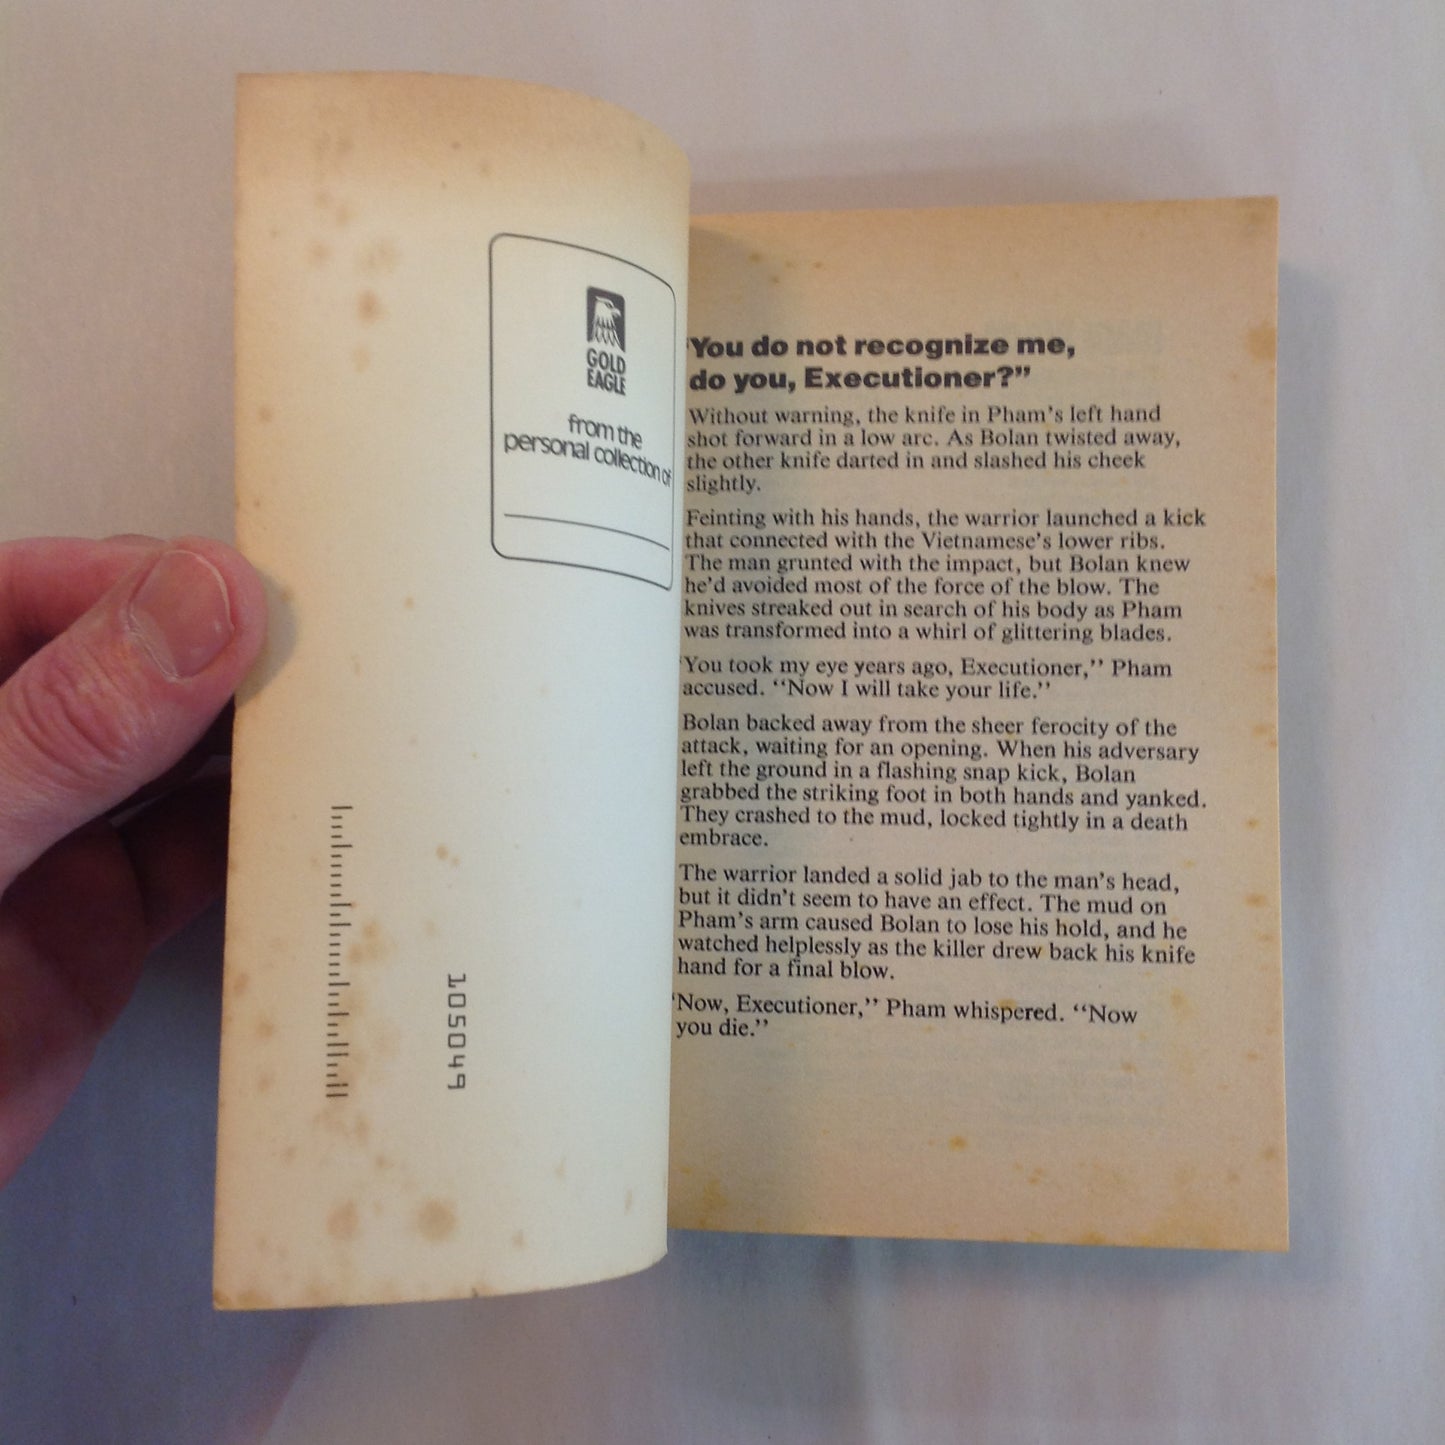 GOLD
EAGLE
from the
personal collection of
105049
"You do not recognize me,
do you, Executioner?"
Without warning, the knife in Pham's left hand
shot forward in a low arc. As Bolan twisted away,
the other knife darted in and slashed his cheek
slightly.
Feinting with his hands, the warrior launched a kick
that connected with the Vietnamese's lower ribs.
The man grunted with the impact, but Bolan knew
he'd avoided most of the force of the blow. The
knives streaked out in search of his body as Pham
was transformed into a whirl of glittering blades.
"You took my eye years ago, Executioner," Pham
accused. "Now I will take your life."
Bolan backed away from the sheer ferocity of the
attack, waiting for an opening. When his adversary
left the ground in a flashing snap kick, Bolan
grabbed the striking foot in both hands and yanked.
They crashed to the mud, locked tightly in a death
embrace.
The warrior landed a solid jab to the man's head,
but it didn't seem to have an effect. The mud on
Pham's arm caused Bolan to lose his hold, and he
watched helplessly as the killer drew back his knife
hand for a final blow.
"Now, Executioner," Pham whispered. "Now
you die."